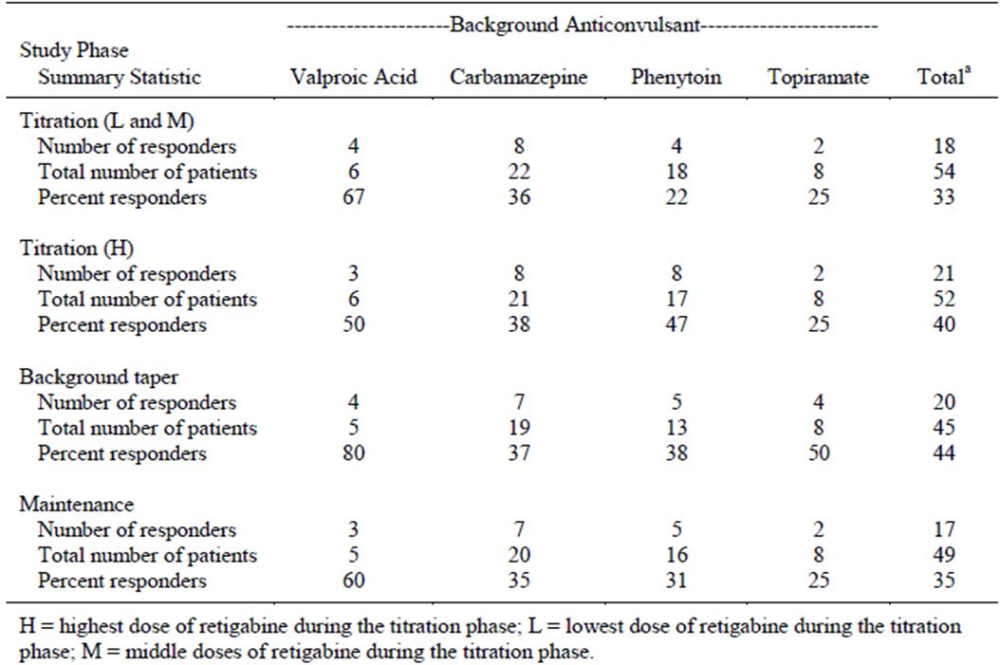 ---------------------Background Anticonvulsant------------------------
Study Phase
Summary Statistic Valproic Acid Carbamazepine Phenytoin Topiramate Totalª
Titration (L and M)
Number of responders 4 8 4 2 18
Total number of patients 6 22 18 8 54
Percent responders 67 36 22 25 33
Titration (H)
Number of responders 3 8 8 2 21
Total number of patients 6 21 17 8 52
Percent responders 50 38 47 25 40
Background taper
Number of responders 4 7 5 4 20
Total number of patients 5 19 13 8 45
Percent responders 80 37 38 50 44
Maintenance
Number of responders 3 7 5 2 17
Total number of patients 5 20 16 8 49
Percent responders 60 35 31 25 35
H = highest dose of retigabine during the titration phase; L = lowest dose of retigabine during the titration
phase; M = middle doses of retigabine during the titration phase.